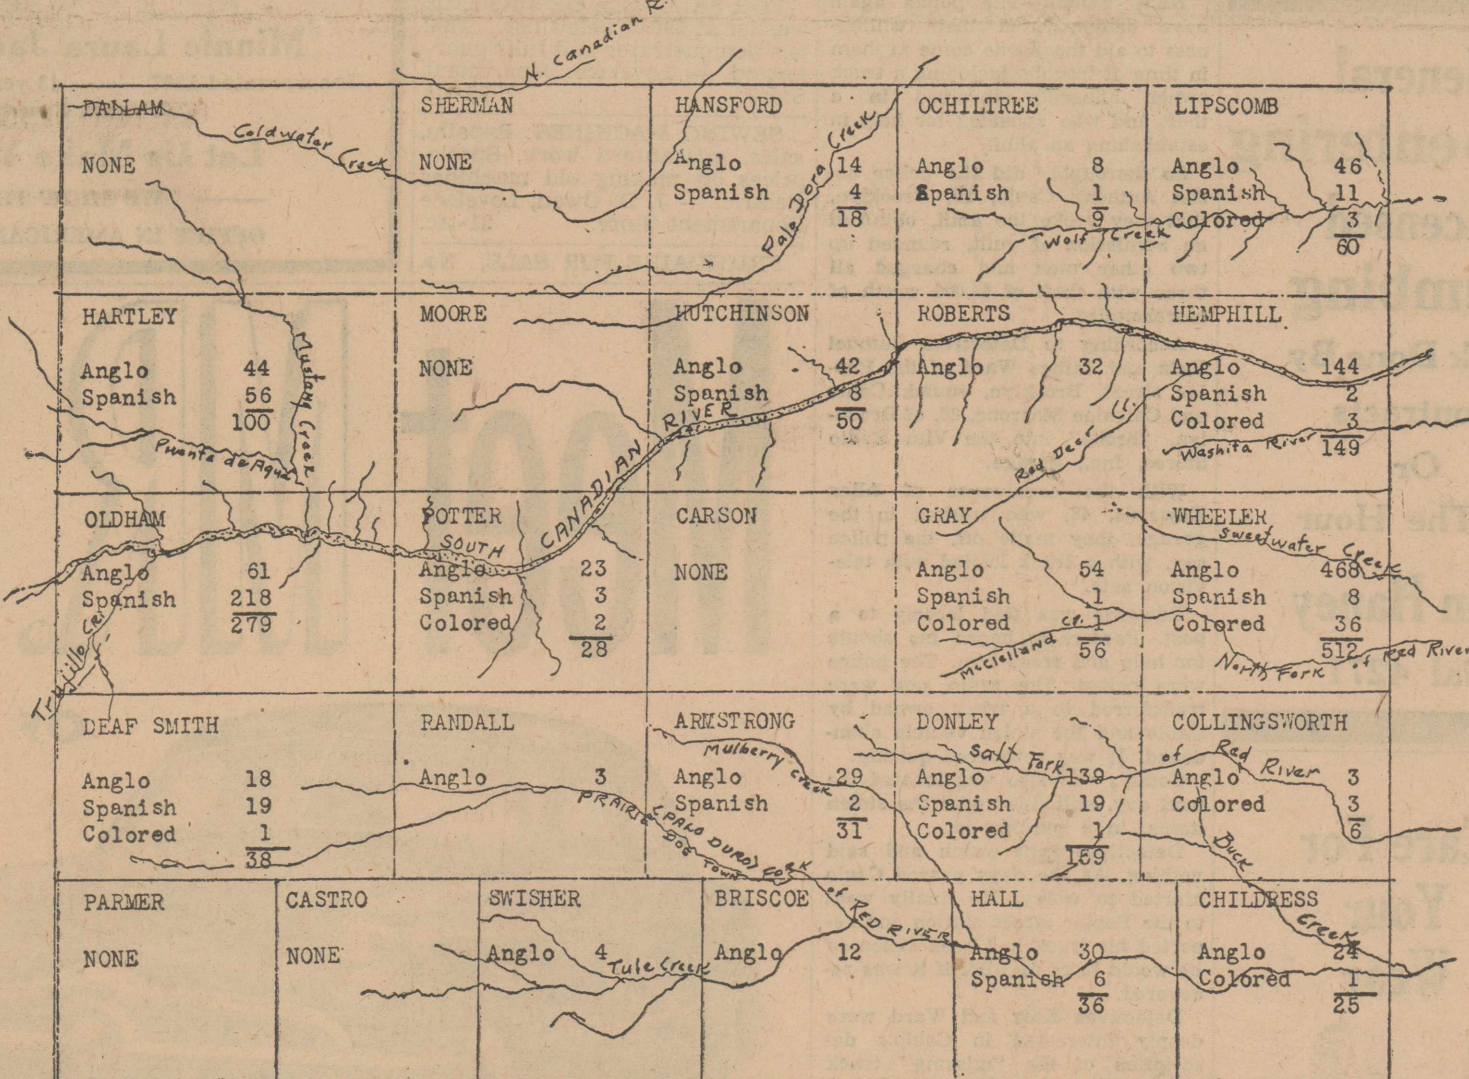 N. Canadian R.
DALLAM
NONE
Coldwater Creek
SHERMAN
NONE
HANSFORD
Anglo 14
Spanish 4
18
Palo Dora Creek
OCHILTREE
Anglo 8
Spanish 1
9
Wolf Creek
LIPSCOMB
Anglo 46
Spanish 11
Colored 3
60
HARTLEY
Anglo 44
Spanish 56
100
Mustang Creek
Puenta de Agua
MOORE
NONE
HUTCHINSON
Anglo 42
Spanish 8
50
ROBERTS
Anglo 32
HEMPHILL
Anglo 144
Spanish 2
Colored 3
149
Red Deer Cr.
Washita River
SOUTH CANADIAN RIVER
OLDHAM
Anglo 61
Spanish 218
279
Trujillo Cr.
POTTER
Anglo 23
Spanish 3
Colored 2
28
CARSON
NONE
GRAY
Anglo 54
Spanish 1
Colored 1
56
McClelland Cr.
WHEELER
Sweetwater Creek
Anglo 468
Spanish 8
Colored 36
512
North Fork of Red River
DEAF SMITH
Anglo 18
Spanish 19
Colored 1
38
RANDALL
Anglo 3
ARMSTRONG
Mulberry Creek
Anglo 29
Spanish 2
31
PRAIRIE DOG TOWN (PALO DURO) FORK of RED RIVER
DONLEY
Salt Fork of Red River
Anglo 139
Spanish 19
Colored 1
159
COLLINGSWORTH
Anglo 3
Colored 3
6
Buck Creek
PARMER
NONE
CASTRO
NONE
SWISHER
Anglo 4
Tule Creek
BRISCOE
Anglo 12
HALL
Anglo 30
Spanish 6
36
CHILDRESS
Anglo 24
Colored 1
25